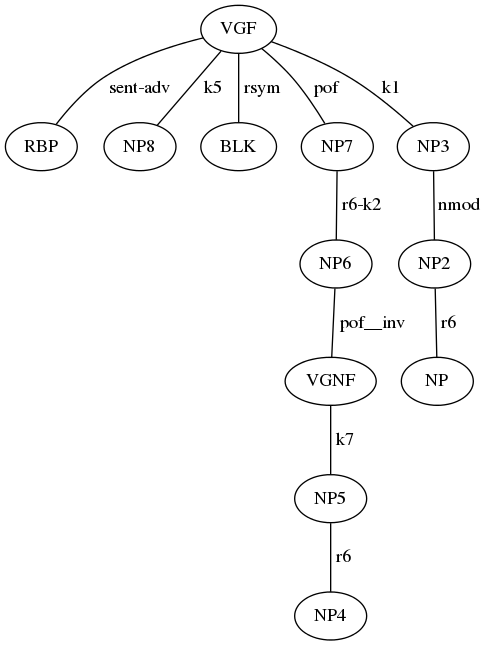 VGF
sent-adv k5 rsym pof k1
RBP NP8 BLK NP7 NP3
r6-k2 nmod
NP6 NP2
pof__inv r6
VGNF NP
k7
NP5
r6
NP4